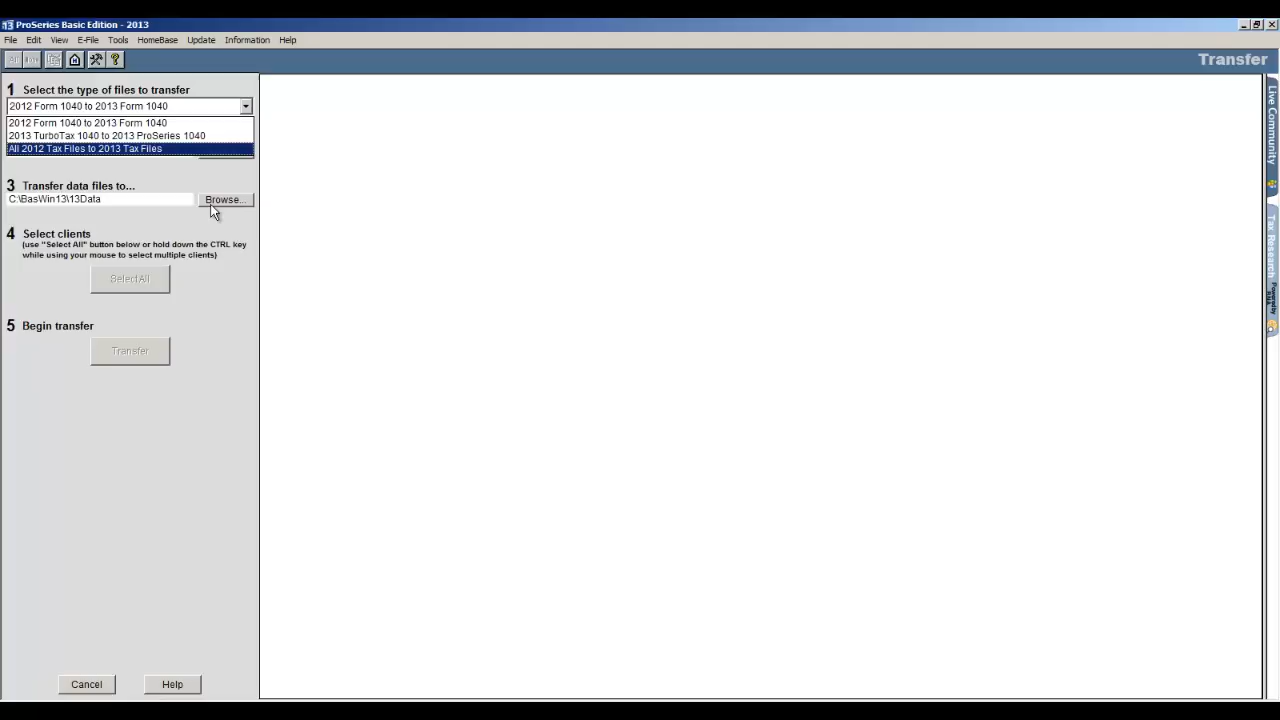 ProSeries Basic Edition - 2013
File Edit View E-File Tools HomeBase Update Information Help
Transfer
1 Select the type of files to transfer
2012 Form 1040 to 2013 Form 1040
2012 Form 1040 to 2013 Form 1040
2013 TurboTax 1040 to 2013 ProSeries 1040
All 2012 Tax Files to 2013 Tax Files
3 Transfer data files to...
C:\BasWin13\13Data Browse...
4 Select clients
(use "Select All" button below or hold down the CTRL key
while using your mouse to select multiple clients)
Select All
5 Begin transfer
Transfer
Cancel Help
Live Community
Tax Research
Powered by